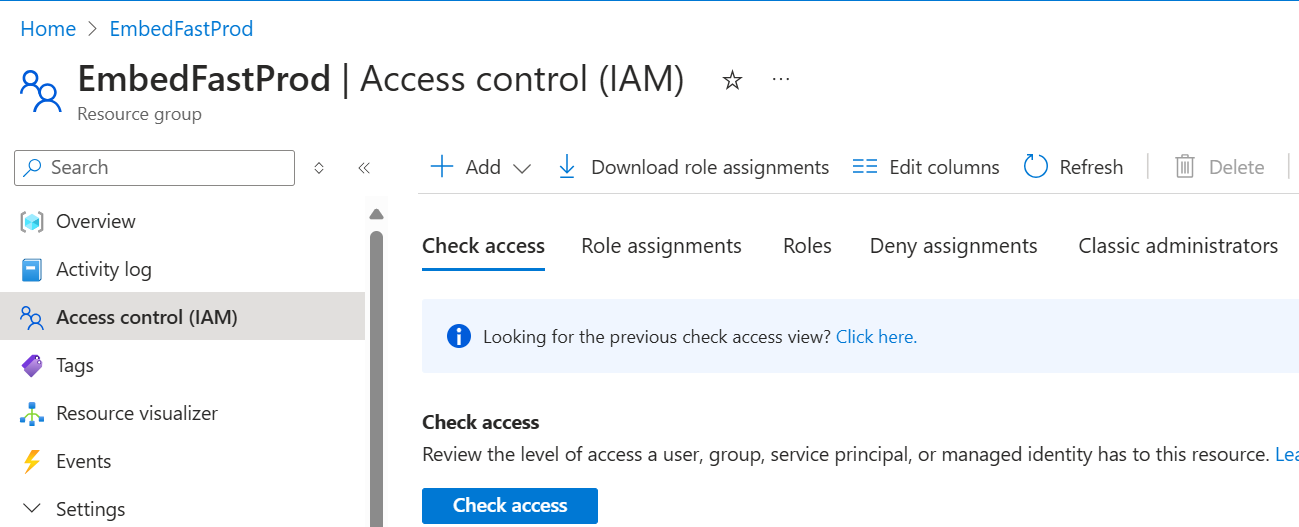 Home > EmbedFastProd
EmbedFastProd | Access control (IAM) ...
Resource group
Search
Add
Download role assignments
Edit columns
Refresh
Delete
Overview
Activity log
Access control (IAM)
Tags
Resource visualizer
Events
Settings
Check access
Role assignments
Roles
Deny assignments
Classic administrators
Looking for the previous check access view? Click here.
Check access
Review the level of access a user, group, service principal, or managed identity has to this resource.
Check access